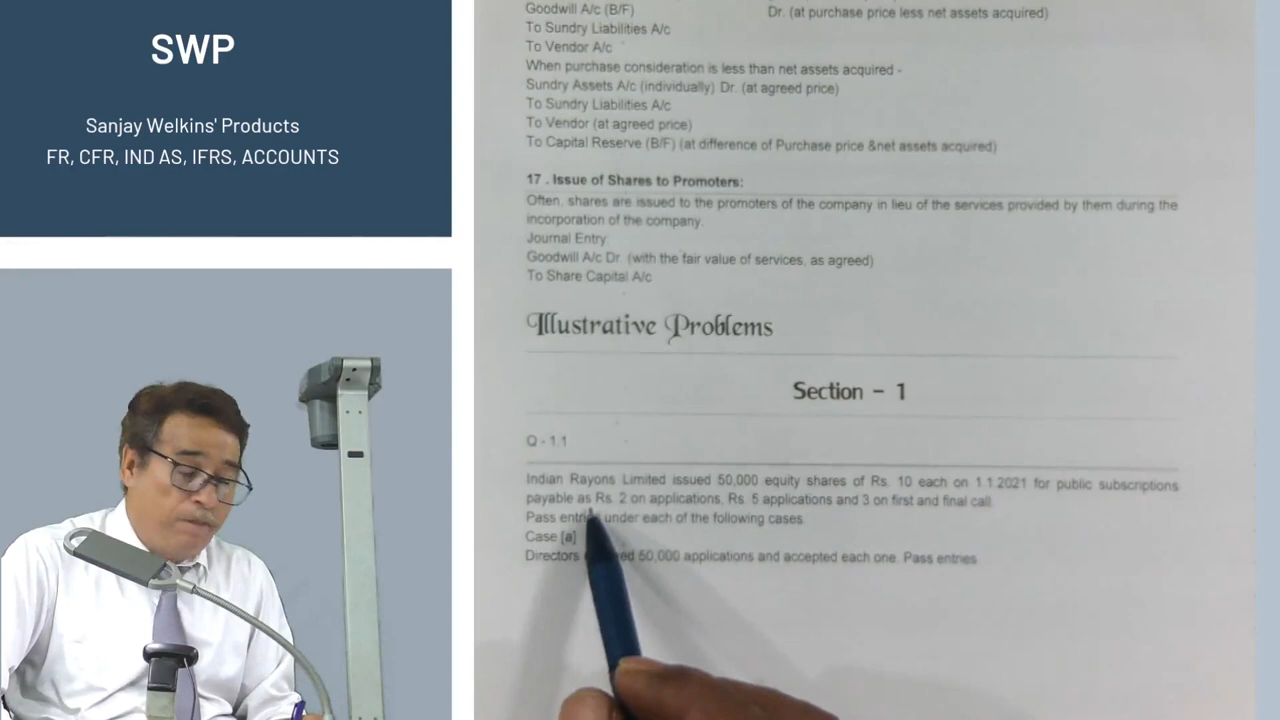 SWP
Sanjay Welkins' Products
FR, CFR, IND AS, IFRS, ACCOUNTS
Goodwill A/c (B/F) Dr. (at purchase price less net assets acquired)
To Sundry Liabilities A/c
To Vendor A/c
When purchase consideration is less than net assets acquired -
Sundry Assets A/c (individually) Dr. (at agreed price)
To Sundry Liabilities A/c
To Vendor (at agreed price)
To Capital Reserve (B/F) (at difference of Purchase price &net assets acquired)
17 . Issue of Shares to Promoters:
Often, shares are issued to the promoters of the company in lieu of the services provided by them during the
incorporation of the company.
Journal Entry
Goodwill A/c Dr. (with the fair value of services, as agreed)
To Share Capital A/c
Illustrative Problems
Section - 1
Q - 1.1
Indian Rayons Limited issued 50,000 equity shares of Rs. 10 each on 1.1.2021 for public subscriptions
payable as Rs. 2 on applications, Rs. 5 applications and 3 on first and final call.
Pass under each of the following cases.
Case [a]
Directors 50,000 applications and accepted each one. Pass entries